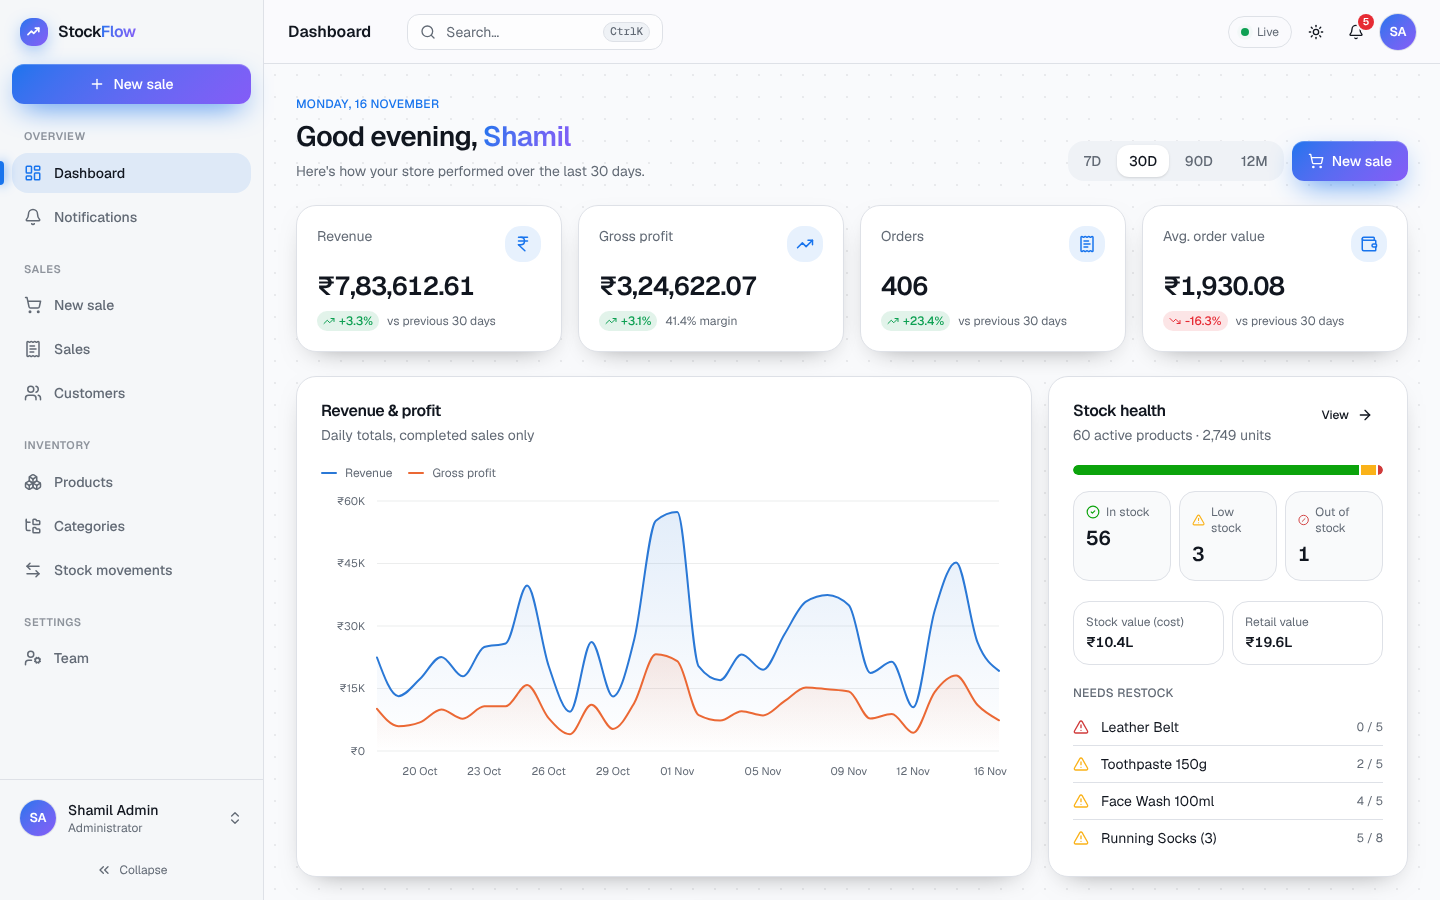 StockFlow
New sale
OVERVIEW
Dashboard
Notifications
SALES
New sale
Sales
Customers
INVENTORY
Products
Categories
Stock movements
SETTINGS
Team
SA
Shamil Admin
Administrator
Collapse
Dashboard
Search...
CtrlK
Live
5
SA
MONDAY, 16 NOVEMBER
Good evening, Shamil
Here's how your store performed over the last 30 days.
7D 30D 90D 12M
New sale
Revenue
₹7,83,612.61
+3.3% vs previous 30 days
Gross profit
₹3,24,622.07
+3.1% 41.4% margin
Orders
406
+23.4% vs previous 30 days
Avg. order value
₹1,930.08
-16.3% vs previous 30 days
Revenue & profit
Daily totals, completed sales only
Revenue Gross profit
₹60K
₹45K
₹30K
₹15K
₹0
20 Oct 23 Oct 26 Oct 29 Oct 01 Nov 05 Nov 09 Nov 12 Nov 16 Nov
Stock health
View
60 active products · 2,749 units
In stock
56
Low
stock
3
Out of
stock
1
Stock value (cost)
₹10.4L
Retail value
₹19.6L
NEEDS RESTOCK
Leather Belt 0 / 5
Toothpaste 150g 2 / 5
Face Wash 100ml 4 / 5
Running Socks (3) 5 / 8